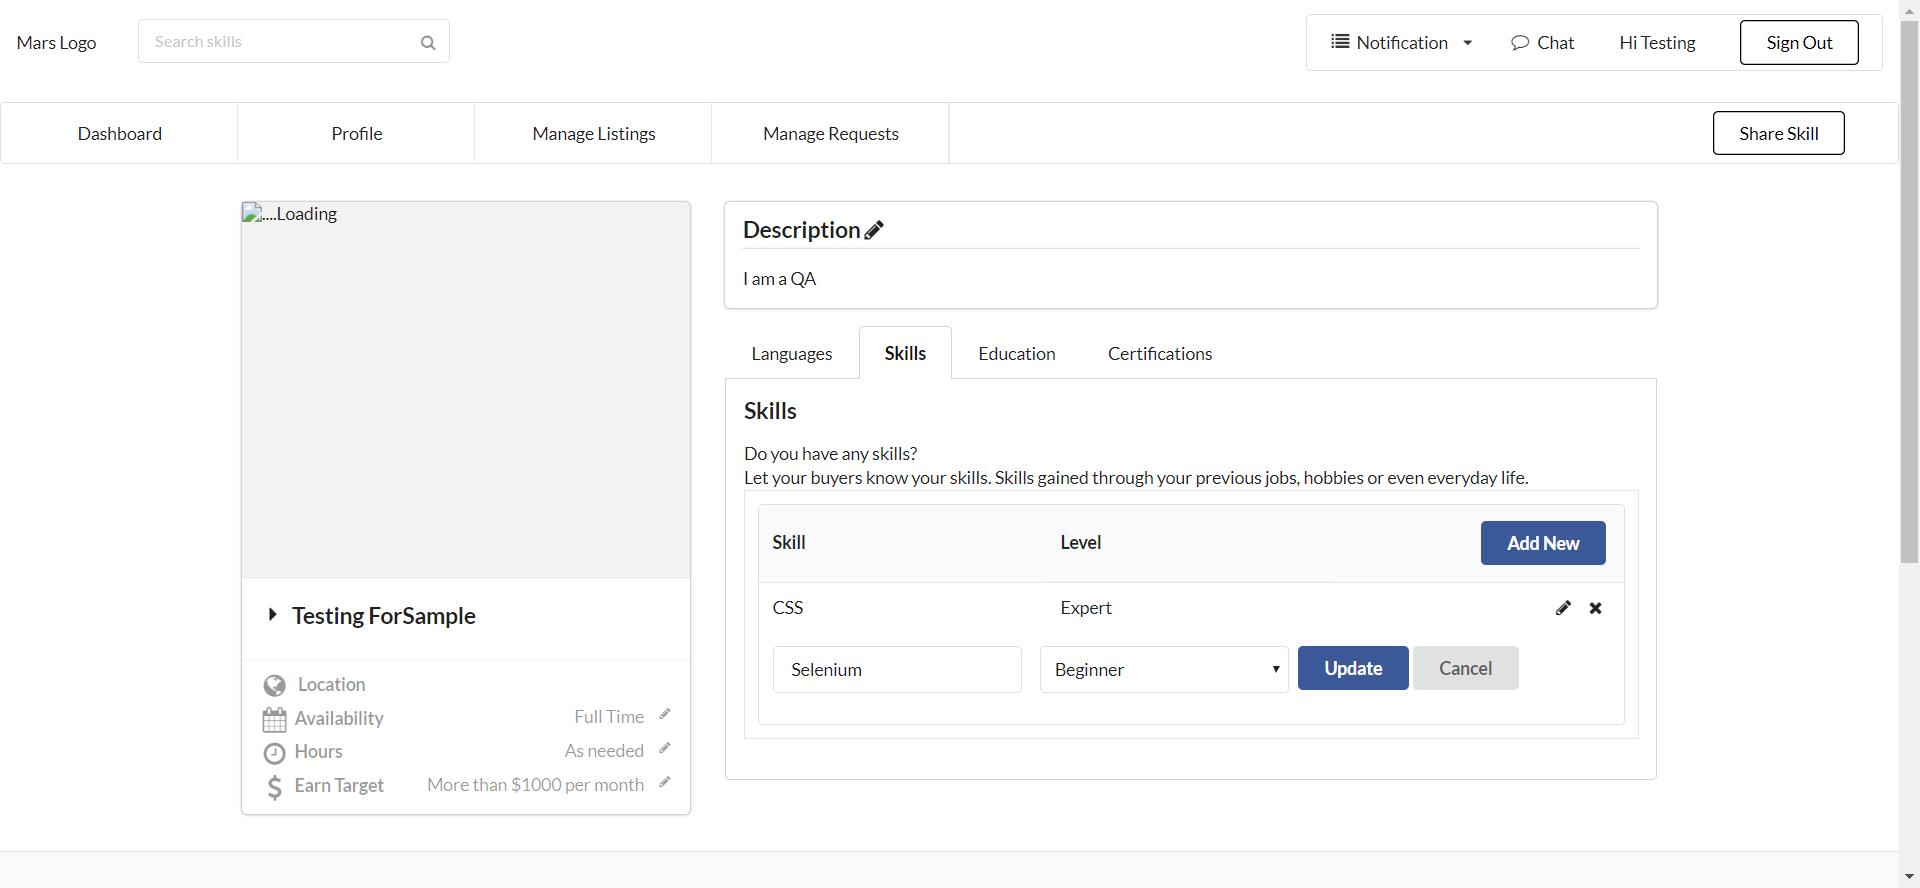 Mars Logo
Search skills
Notification
Chat
Hi Testing
Sign Out
Dashboard
Profile
Manage Listings
Manage Requests
Share Skill
....Loading
Testing ForSample
Location
Availability
Full Time
Hours
As needed
Earn Target
More than $1000 per month
Description
I am a QA
Languages
Skills
Education
Certifications
Skills
Do you have any skills?
Let your buyers know your skills. Skills gained through your previous jobs, hobbies or even everyday life.
Skill
Level
Add New
CSS
Expert
Selenium
Beginner
Update
Cancel